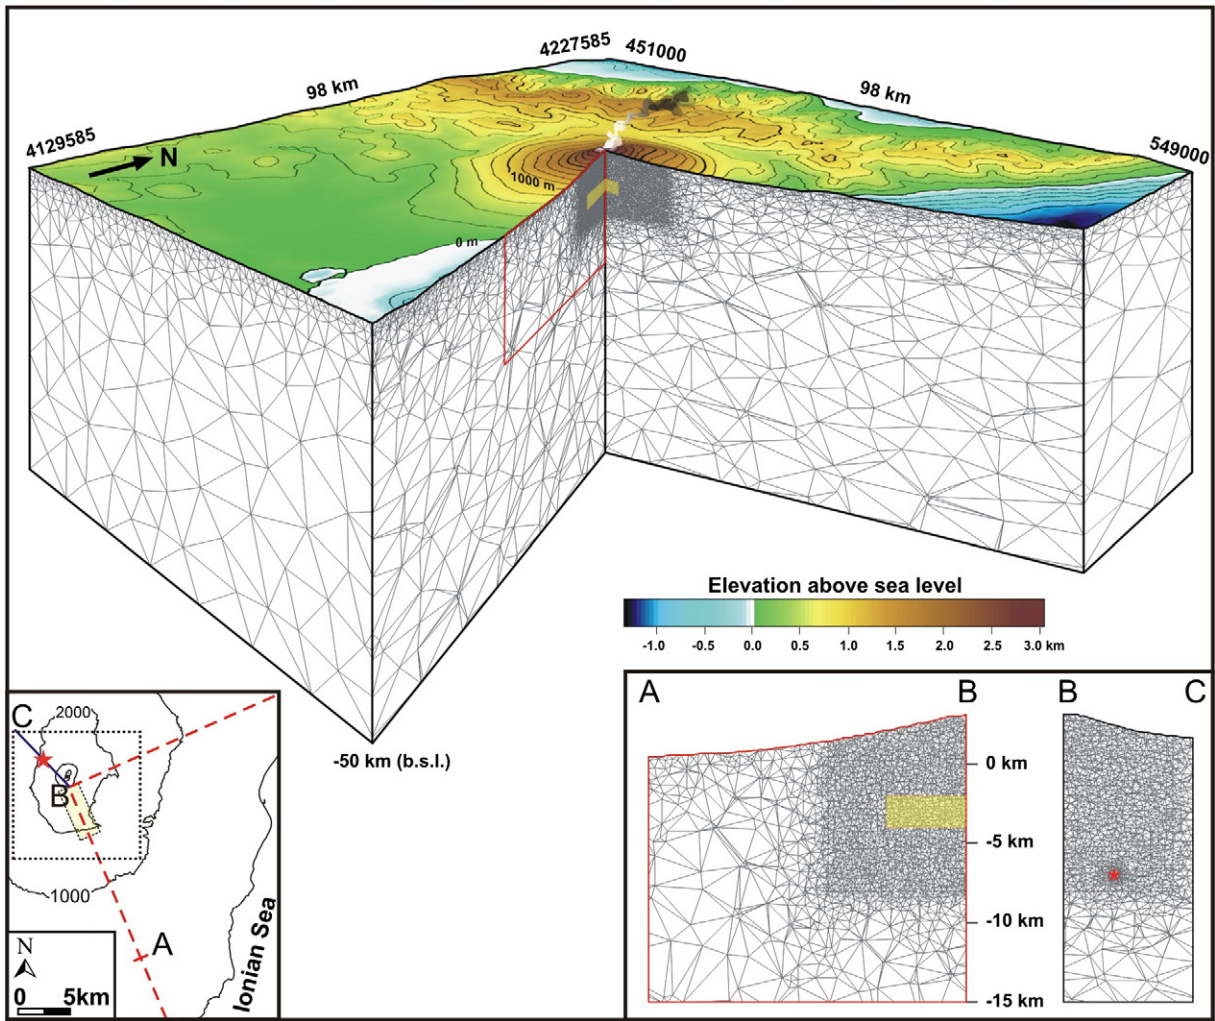 4227585
451000
98 km
98 km
4129585
549000
N
1000 m
0 m
-50 km (b.s.l.)
Elevation above sea level
-1.0 -0.5 0.0 0.5 1.0 1.5 2.0 2.5 3.0 km
C
2000
B
1000
A
Ionian Sea
N
0 5km
A B B C
0 km
-5 km
-10 km
-15 km